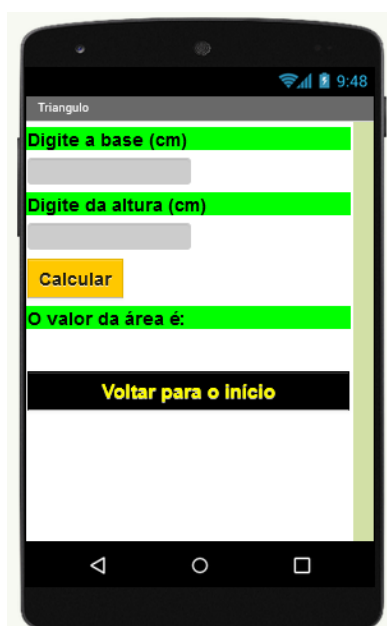 9:48
Triangulo
Digite a base (cm)
Digite da altura (cm)
Calcular
O valor da área é:
Voltar para o início